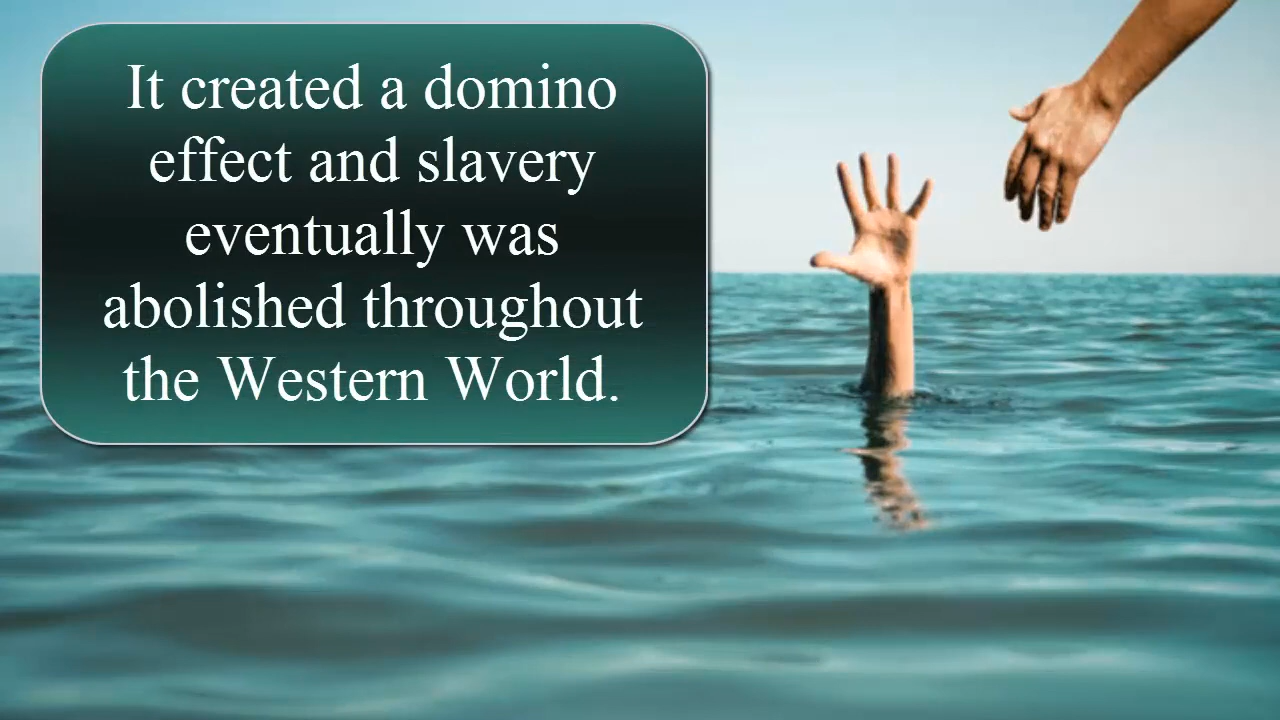 It created a domino
effect and slavery
eventually was
abolished throughout
the Western World.